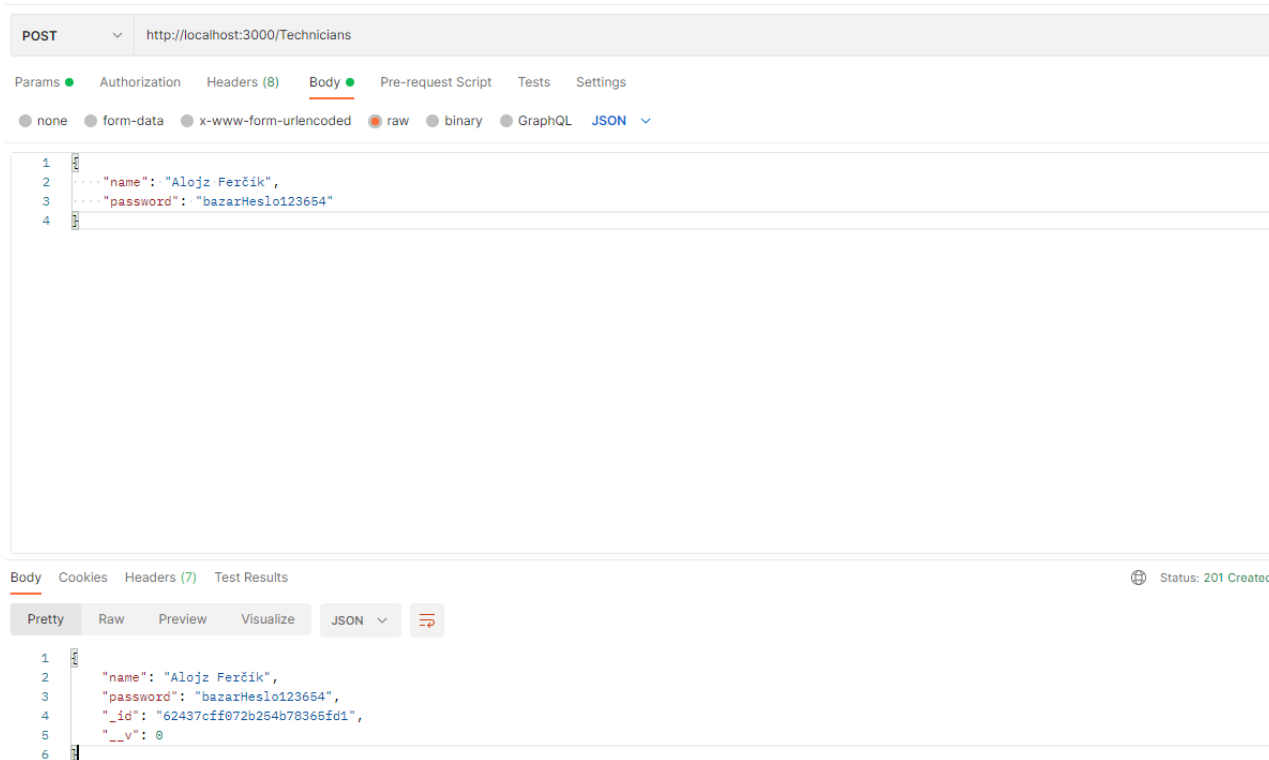 POST http://localhost:3000/Technicians
Params Authorization Headers (8) Body Pre-request Script Tests Settings
none form-data x-www-form-urlencoded raw binary GraphQL JSON
1 {
2 "name": "Alojz Ferčík",
3 "password": "bazarHeslo123654"
4 }
Body Cookies Headers (7) Test Results Status: 201 Created
Pretty Raw Preview Visualize JSON
1 {
2 "name": "Alojz Ferčík",
3 "password": "bazarHeslo123654",
4 "_id": "62437cff072b254b78365fd1",
5 "__v": 0
6 }